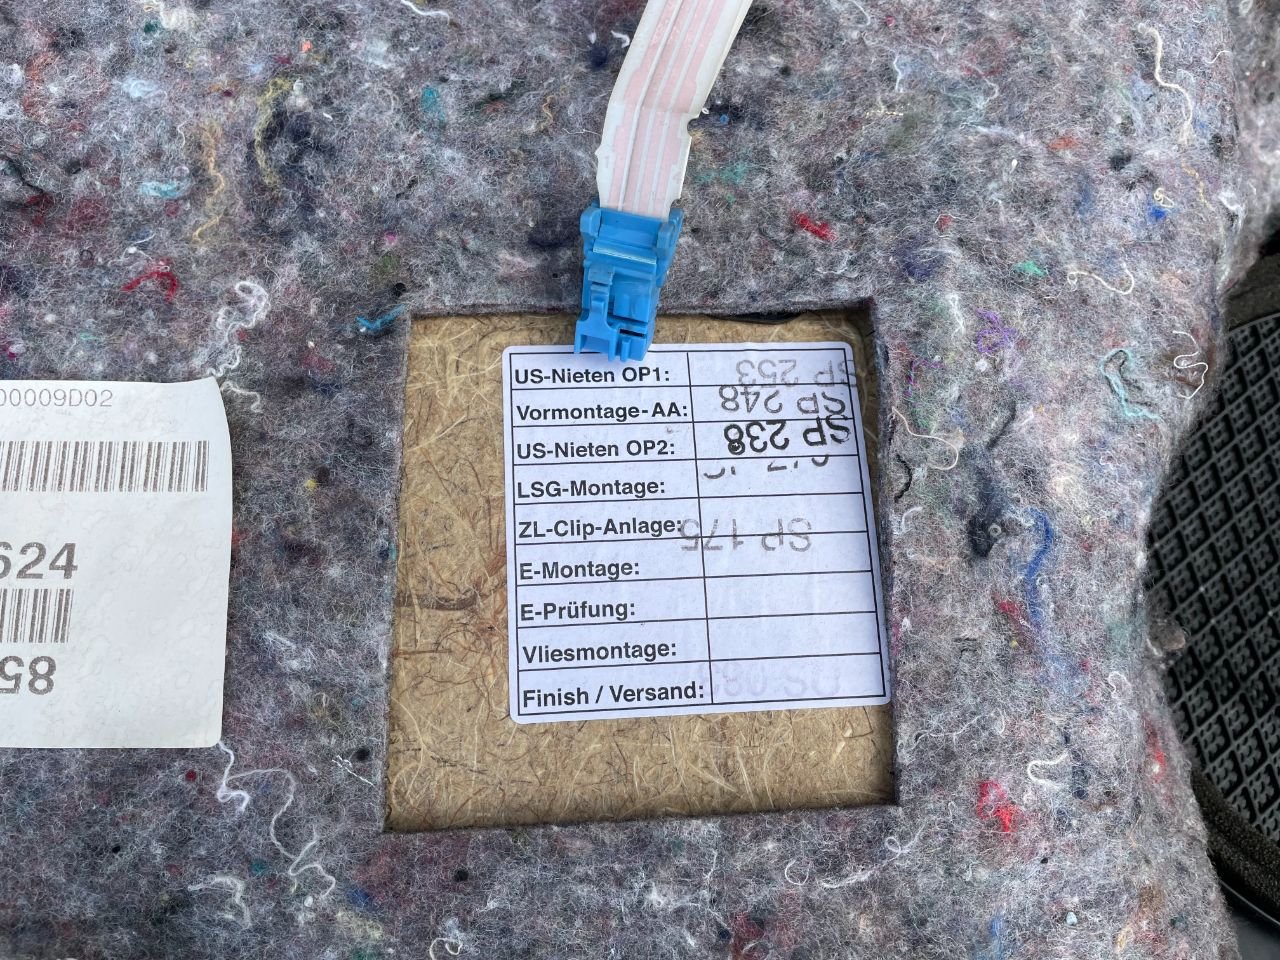 00009D02
624
85
US-Nieten OP1: SP 253
Vormontage-AA: SP 248
US-Nieten OP2: SP 238
LSG-Montage:
ZL-Clip-Anlage: SP 175
E-Montage:
E-Prüfung:
Vliesmontage:
Finish / Versand: